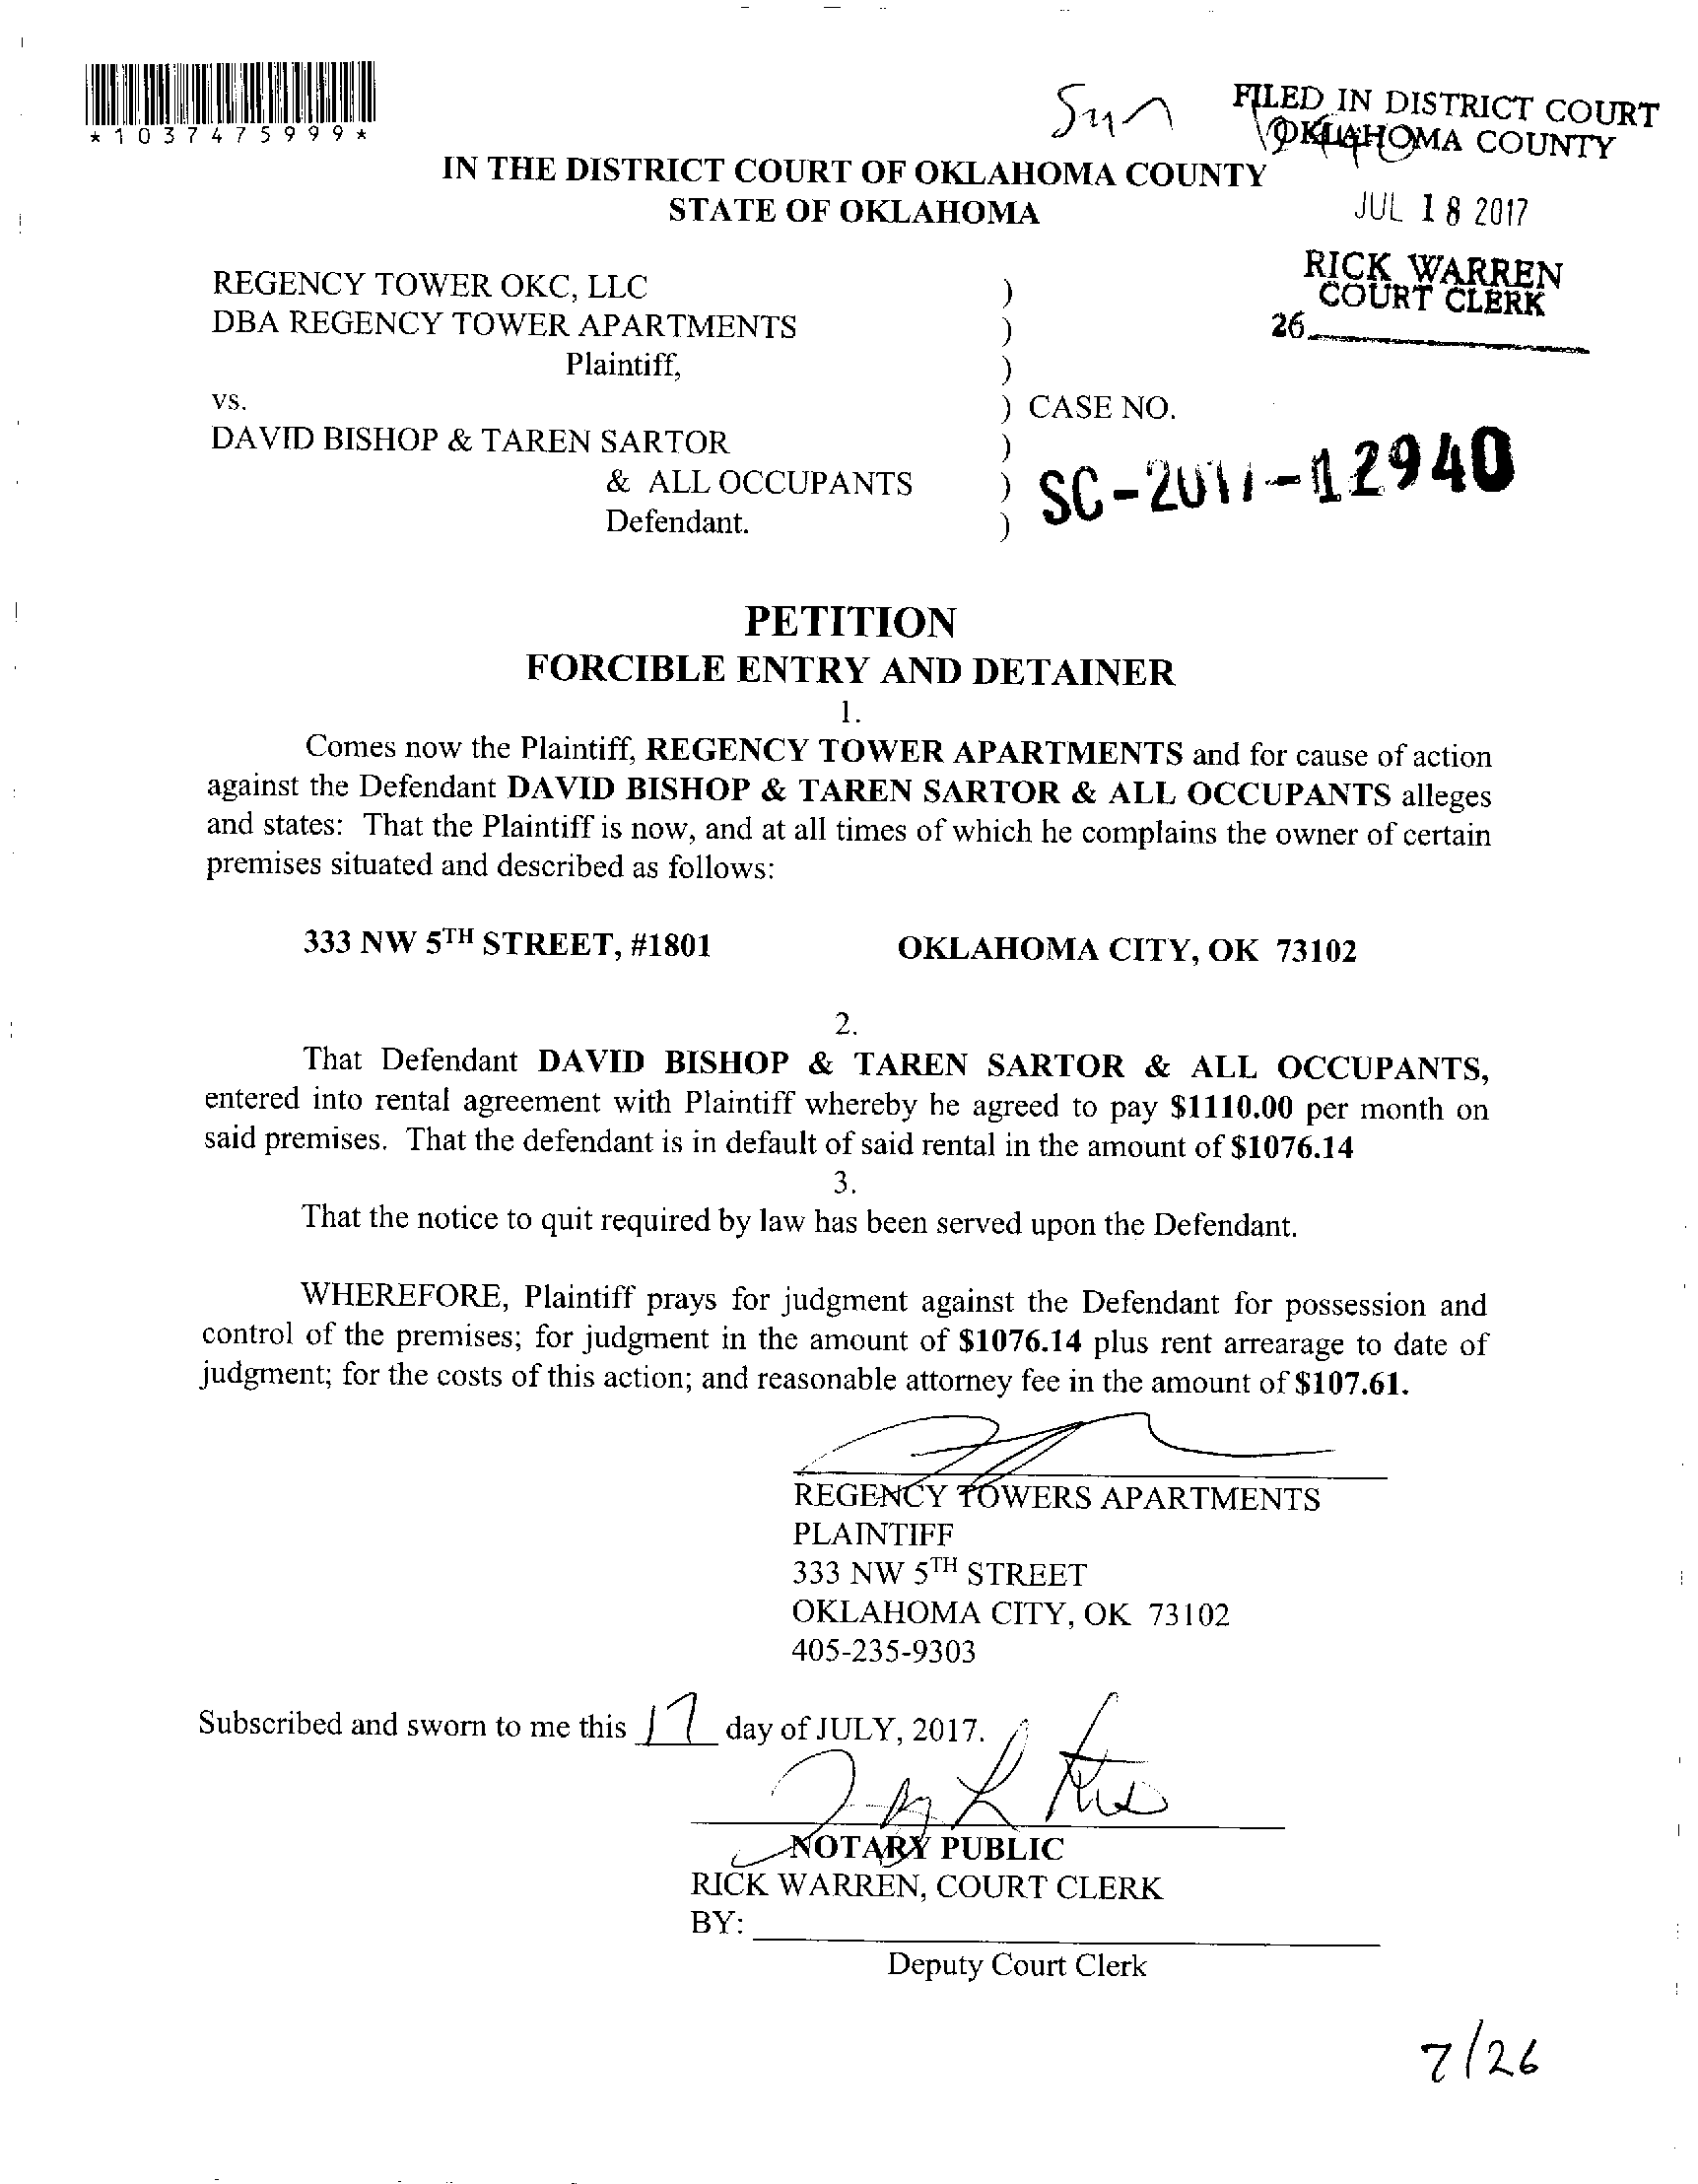 *1037475999*
FILED IN DISTRICT COURT
OKLAHOMA COUNTY
IN THE DISTRICT COURT OF OKLAHOMA COUNTY
STATE OF OKLAHOMA
JUL 18 2017
RICK WARREN
COURT CLERK
26
REGENCY TOWER OKC, LLC )
DBA REGENCY TOWER APARTMENTS )
Plaintiff, )
vs. ) CASE NO.
DAVID BISHOP & TAREN SARTOR )
& ALL OCCUPANTS ) SC-2017-12940
Defendant. )
PETITION
FORCIBLE ENTRY AND DETAINER
1.
Comes now the Plaintiff, REGENCY TOWER APARTMENTS and for cause of action
against the Defendant DAVID BISHOP & TAREN SARTOR & ALL OCCUPANTS alleges
and states: That the Plaintiff is now, and at all times of which he complains the owner of certain
premises situated and described as follows:
333 NW 5TH STREET, #1801 OKLAHOMA CITY, OK 73102
2.
That Defendant DAVID BISHOP & TAREN SARTOR & ALL OCCUPANTS,
entered into rental agreement with Plaintiff whereby he agreed to pay $1110.00 per month on
said premises. That the defendant is in default of said rental in the amount of $1076.14
3.
That the notice to quit required by law has been served upon the Defendant.
WHEREFORE, Plaintiff prays for judgment against the Defendant for possession and
control of the premises; for judgment in the amount of $1076.14 plus rent arrearage to date of
judgment; for the costs of this action; and reasonable attorney fee in the amount of $107.61.
REGENCY TOWERS APARTMENTS
PLAINTIFF
333 NW 5TH STREET
OKLAHOMA CITY, OK 73102
405-235-9303
Subscribed and sworn to me this 17 day of JULY, 2017.
NOTARY PUBLIC
RICK WARREN, COURT CLERK
BY:
Deputy Court Clerk
7/26